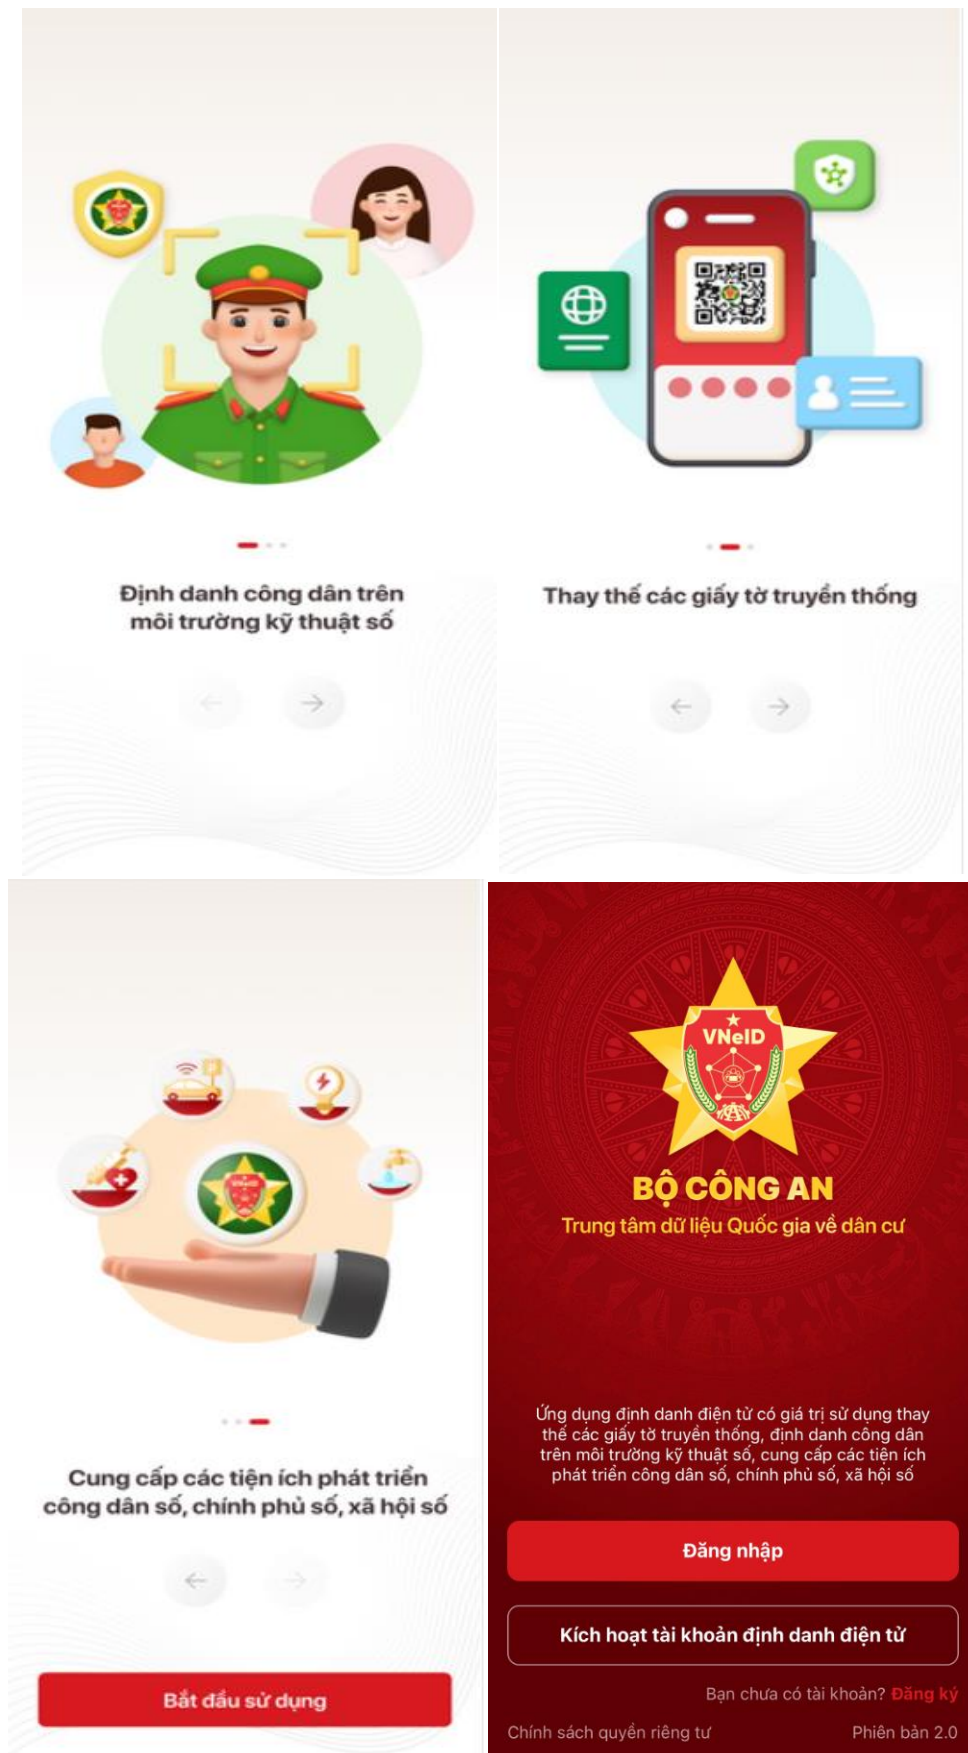 Định danh công dân trên
môi trường kỹ thuật số
Thay thế các giấy tờ truyền thống
VNeID
Cung cấp các tiện ích phát triển
công dân số, chính phủ số, xã hội số
Bắt đầu sử dụng
VNeID
BỘ CÔNG AN
Trung tâm dữ liệu Quốc gia về dân cư
Ứng dụng định danh điện tử có giá trị sử dụng thay
thế các giấy tờ truyền thống, định danh công dân
trên môi trường kỹ thuật số, cung cấp các tiện ích
phát triển công dân số, chính phủ số, xã hội số
Đăng nhập
Kích hoạt tài khoản định danh điện tử
Bạn chưa có tài khoản? Đăng ký
Chính sách quyền riêng tư
Phiên bản 2.0